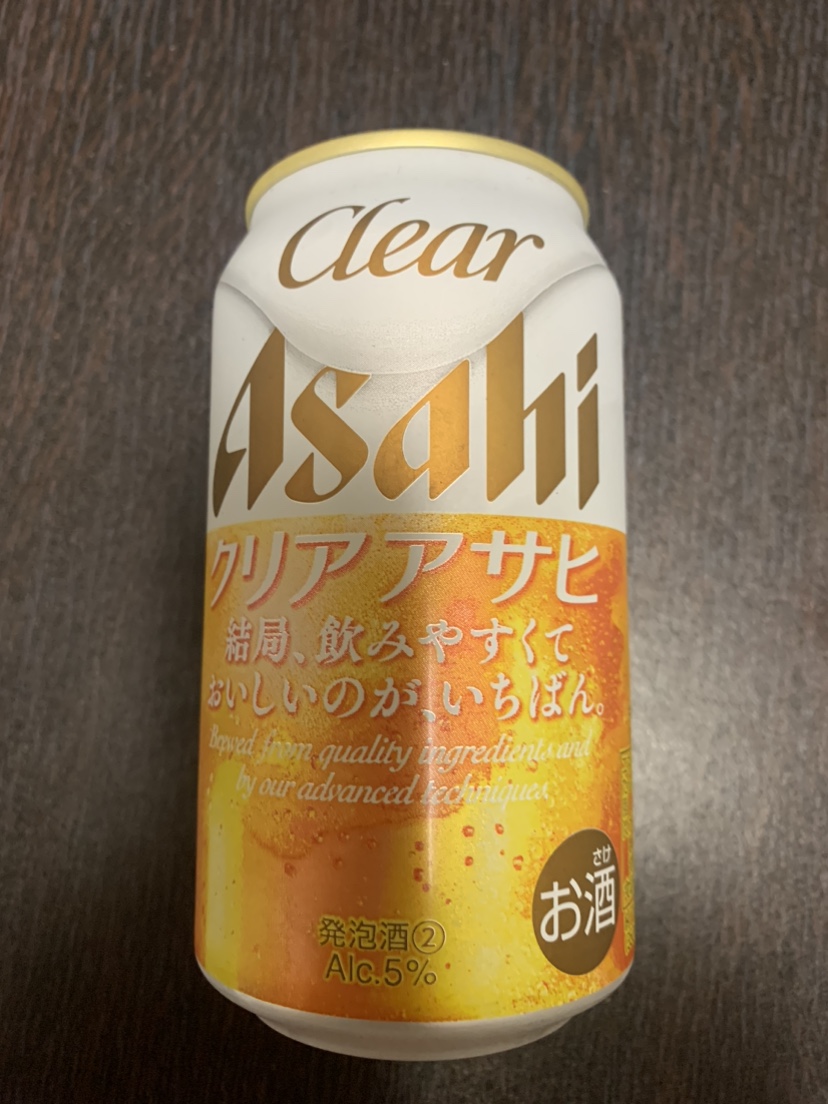 Clear
Asahi
クリアアサヒ
結局、飲みやすくて
おいしいのが、いちばん。
Brewed from quality ingredients and
by our advanced techniques
さけ
お酒
発泡酒②
Alc.5%